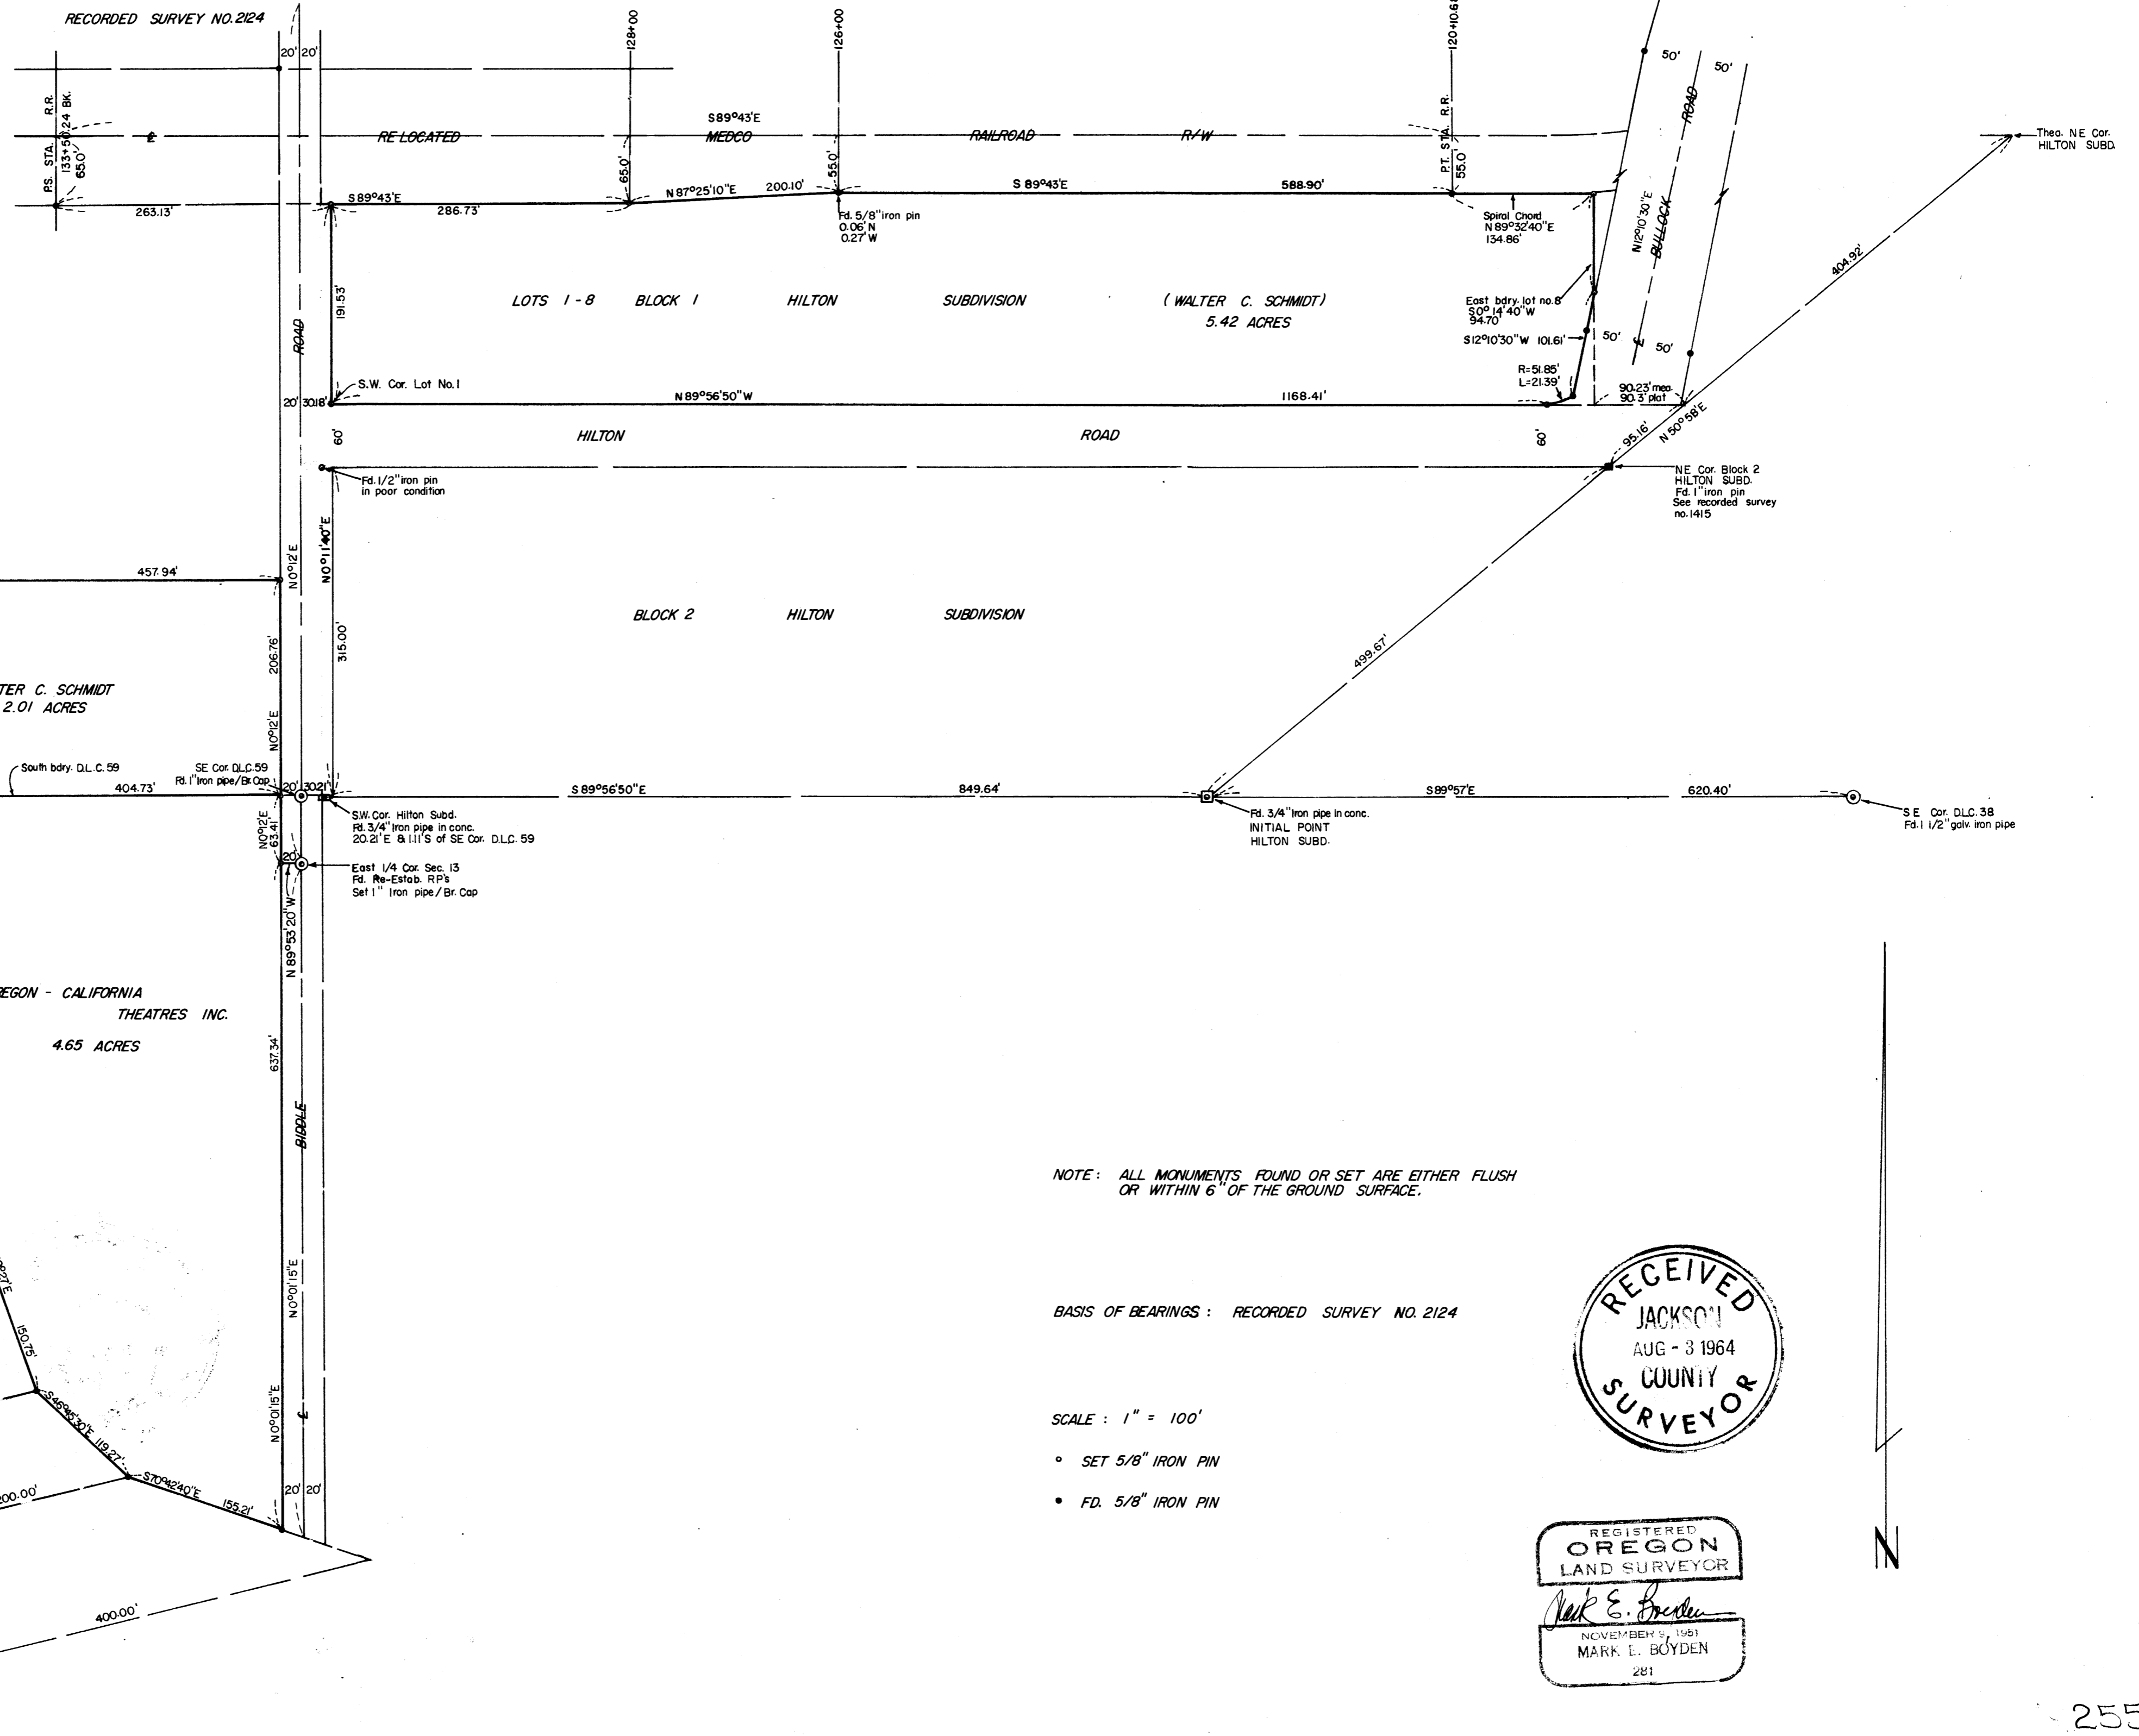 RECORDED SURVEY NO. 2124
20' 20'
128+00
126+00
50'
50'
P.S. STA. R.R.
65.0'
℄
RELOCATED
S 89°43'E
MEDCO
RAILROAD
R/W
P.T. STA. R.R.
ROAD
Theo. NE Cor.
HILTON SUBD.
263.13'
S 89°43'E
286.73'
65.0'
N 87°25'10"E
200.10'
55.0'
S 89°43'E
588.90'
55.0'
Fd. 5/8" iron pin
0.06' N
0.27' W
Spiral Chord
N 89°32'40"E
134.86'
N12°10'30"E
BULLOCK
404.92'
191.53'
ROAD
LOTS 1 - 8 BLOCK 1 HILTON SUBDIVISION ( WALTER C. SCHMIDT)
5.42 ACRES
East bdry. lot no. 8
S0°14'40"W
94.70'
S12°10'30"W 101.61'
50'
℄
50'
R=51.85'
L=21.39'
S.W. Cor. Lot No. 1
20' 30.18'
N 89°56'50"W
1168.41'
90.23' mea.
90.3' plat
60'
HILTON
ROAD
60'
95.16'
N 50°58'E
Fd. 1/2" iron pin
in poor condition
NE Cor. Block 2
HILTON SUBD.
Fd. 1" iron pin
See recorded survey
no. 1415
N0°12'E
N0°11'40"E
457.94'
BLOCK 2 HILTON SUBDIVISION
206.76'
315.00'
499.67'
TER C. SCHMIDT
2.01 ACRES
N0°12'E
South bdry. D.L.C. 59
SE Cor. D.L.C. 59
Fd. 1" Iron pipe/Br. Cap
404.73'
20' 30.21'
S 89°56'50"E
849.64'
S 89°57'E
620.40'
N0°12'E
63.41'
S.W. Cor. Hilton Subd.
Fd. 3/4" Iron pipe in conc.
20.21' E & 1.11' S of SE Cor. D.L.C. 59
Fd. 3/4" Iron pipe in conc.
INITIAL POINT
HILTON SUBD.
S E Cor. D.L.C. 38
Fd. 1 1/2" galv. iron pipe
20'
East 1/4 Cor. Sec. 13
Fd. Re-Estab. RP's
Set 1" Iron pipe/Br. Cap
N 89°53'20"W
EGON - CALIFORNIA
THEATRES INC.
4.65 ACRES
637.34'
BIDDLE
NOTE: ALL MONUMENTS FOUND OR SET ARE EITHER FLUSH
OR WITHIN 6" OF THE GROUND SURFACE.
N0°01'15"E
BASIS OF BEARINGS: RECORDED SURVEY NO. 2124
RECEIVED
JACKSON
AUG - 3 1964
COUNTY
SURVEYOR
150.75'
S46°45'30"E 119.27'
N0°01'15"E
℄
SCALE : 1" = 100'
SET 5/8" IRON PIN
FD. 5/8" IRON PIN
S70°42'40"E
155.21'
20' 20'
200.00'
400.00'
N
REGISTERED
OREGON
LAND SURVEYOR
Mark E. Boyden
NOVEMBER 9, 1951
MARK E. BOYDEN
281
255